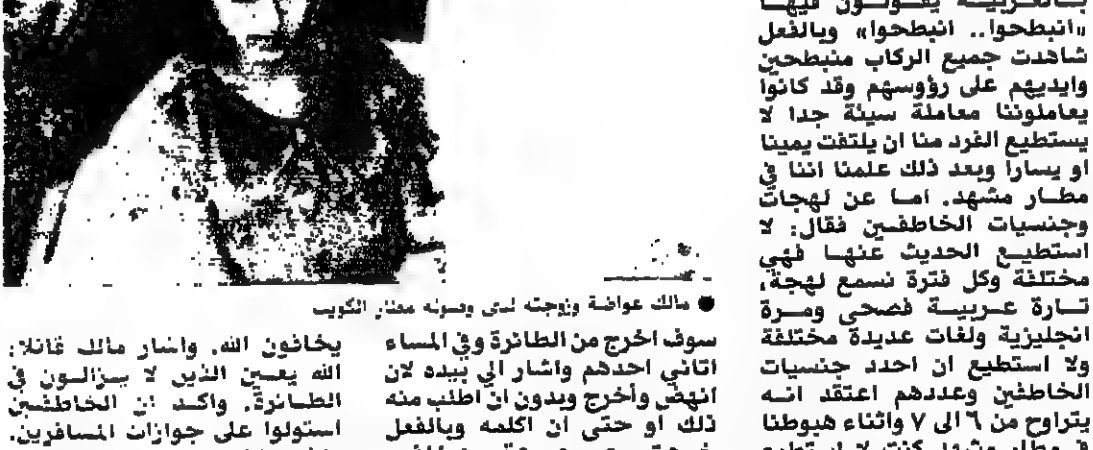 بالعربية يقولون فيها
«انبطحوا.. انبطحوا» وبالفعل
شاهدت جميع الركاب منبطحين
وايديهم على رؤوسهم وقد كانوا
يعاملوننا معاملة سيئة جدا لا
يستطيع الفرد منا ان يلتفت يمينا
او يسارا وبعد ذلك علمنا اننا في
مطار مشهد. اما عن لهجات
وجنسيات الخاطفين فقال: لا
استطيع الحديث عنها فهي
مختلفة وكل فترة نسمع لهجة،
تارة عربية فصحى ومرة
انجليزية ولغات عديدة مختلفة
ولا استطيع ان احدد جنسيات
الخاطفين وعددهم اعتقد انه
يتراوح من ٦ الى ٧ واثناء هبوطنا
في مطار مشهد كنت لا استطيع
● مالك عواضة وزوجته لدى وصوله مطار الكويت
سوف اخرج من الطائرة وفي المساء
اتاني احدهم واشار الي بيده لان
انهض وأخرج وبدون ان اطلب منه
ذلك او حتى ان اكلمه وبالفعل
يخافون الله. واشار مالك قائلا:
الله يعين الذين لا يزالون في
الطائرة. واكد ان الخاطفين
استولوا على جوازات المسافرين.